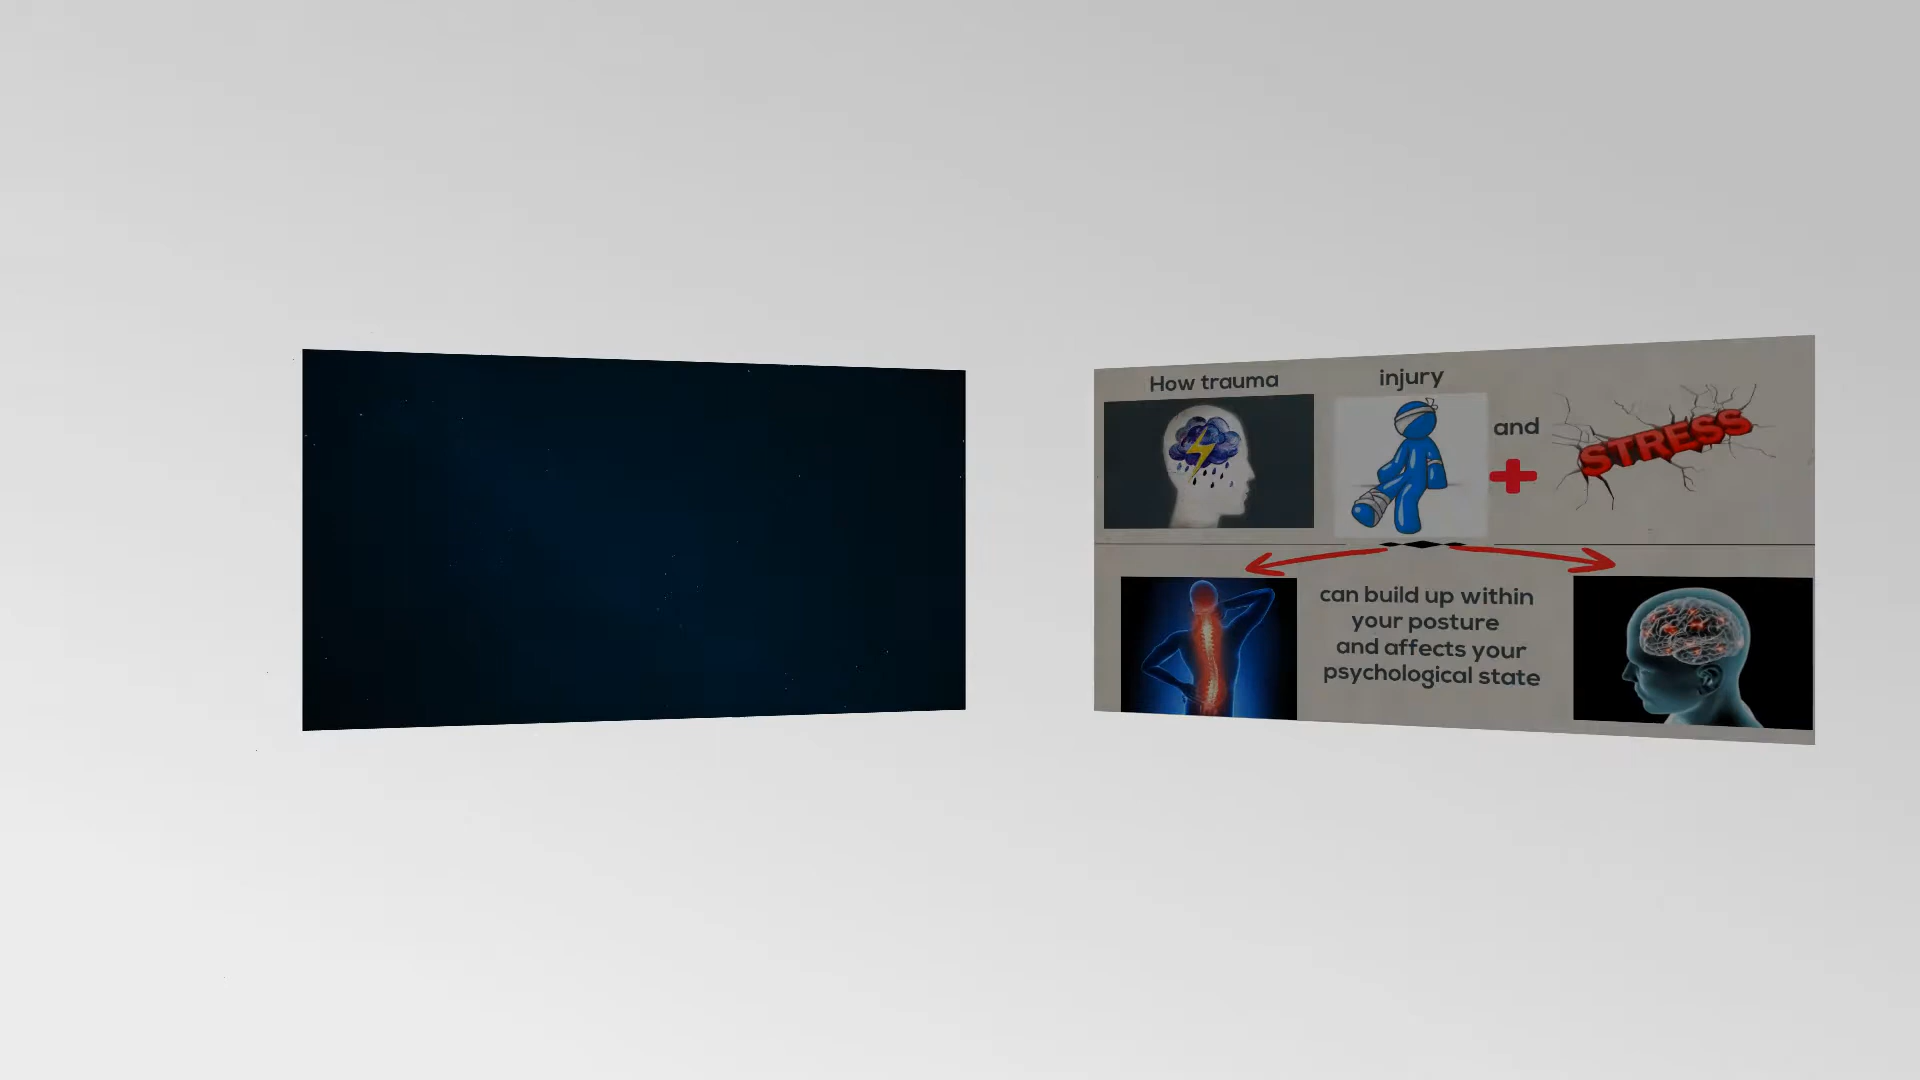 How trauma
injury
and
STRESS
can build up within
your posture
and affects your
psychological state